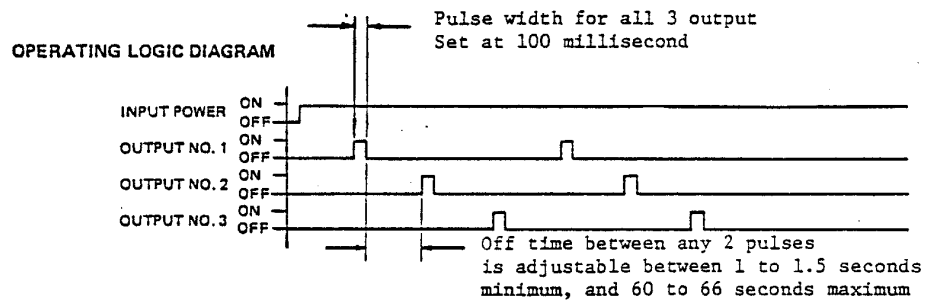 Pulse width for all 3 output
Set at 100 millisecond
OPERATING LOGIC DIAGRAM
INPUT POWER ON
OFF
OUTPUT NO. 1 ON
OFF
OUTPUT NO. 2 ON
OFF
OUTPUT NO. 3 ON
OFF
Off time between any 2 pulses
is adjustable between 1 to 1.5 seconds
minimum, and 60 to 66 seconds maximum